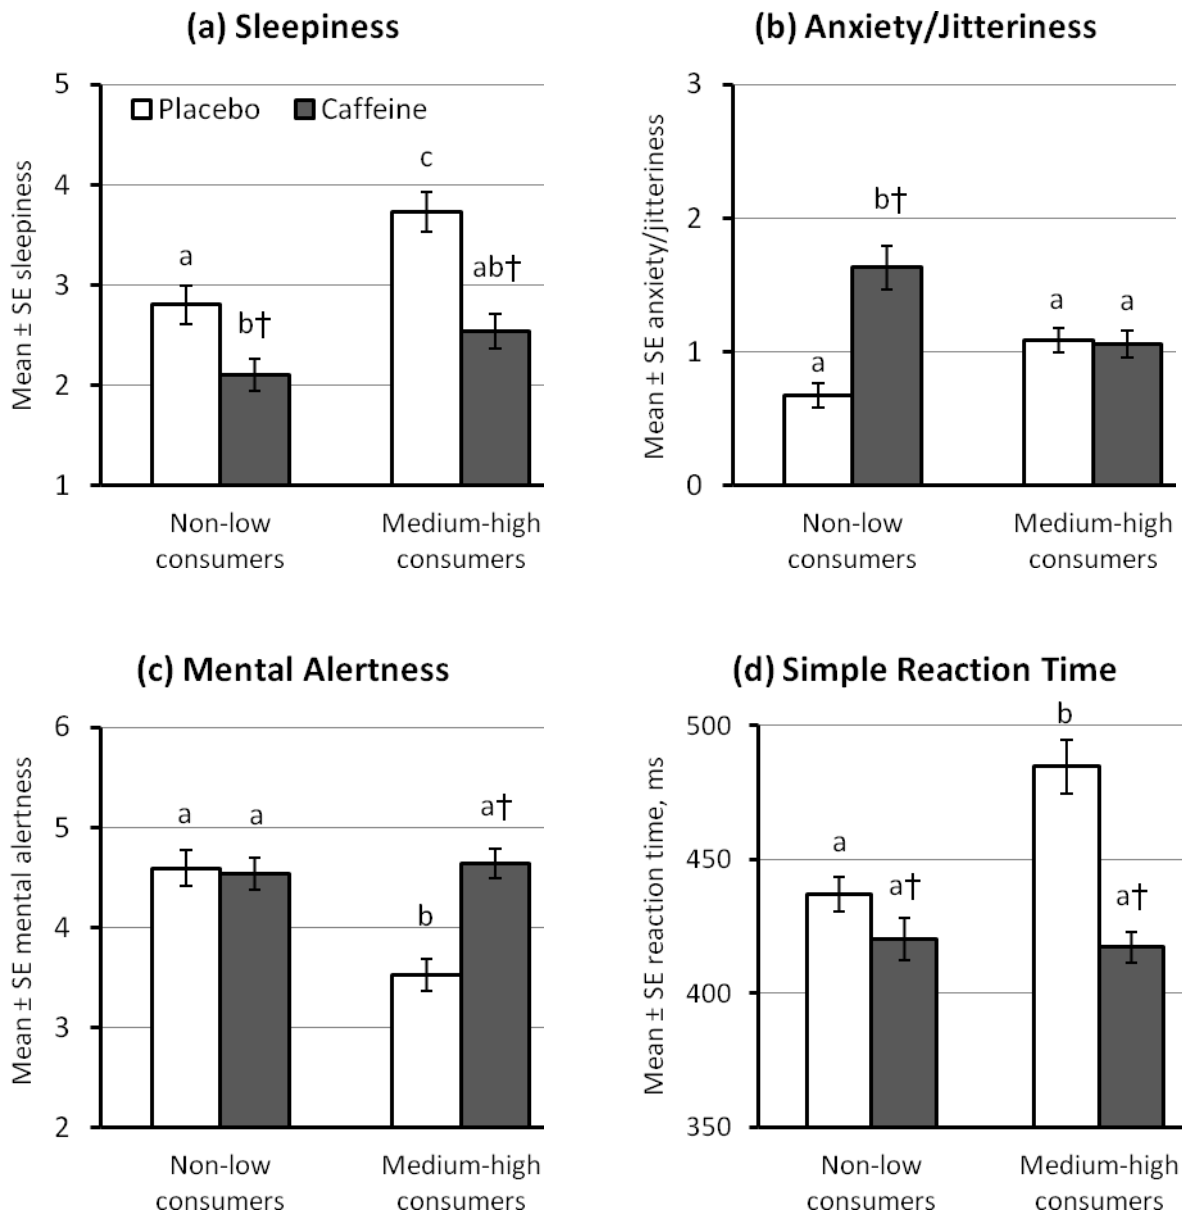 (a) Sleepiness
Mean ± SE sleepiness
5
4
3
2
1
Placebo Caffeine
a
b†
c
ab†
Non-low
consumers
Medium-high
consumers
(b) Anxiety/Jitteriness
Mean ± SE anxiety/jitteriness
3
2
1
0
a
b†
a
a
Non-low
consumers
Medium-high
consumers
(c) Mental Alertness
Mean ± SE mental alertness
6
5
4
3
2
a
a
b
a†
Non-low
consumers
Medium-high
consumers
(d) Simple Reaction Time
Mean ± SE reaction time, ms
500
450
400
350
a
a†
b
a†
Non-low
consumers
Medium-high
consumers